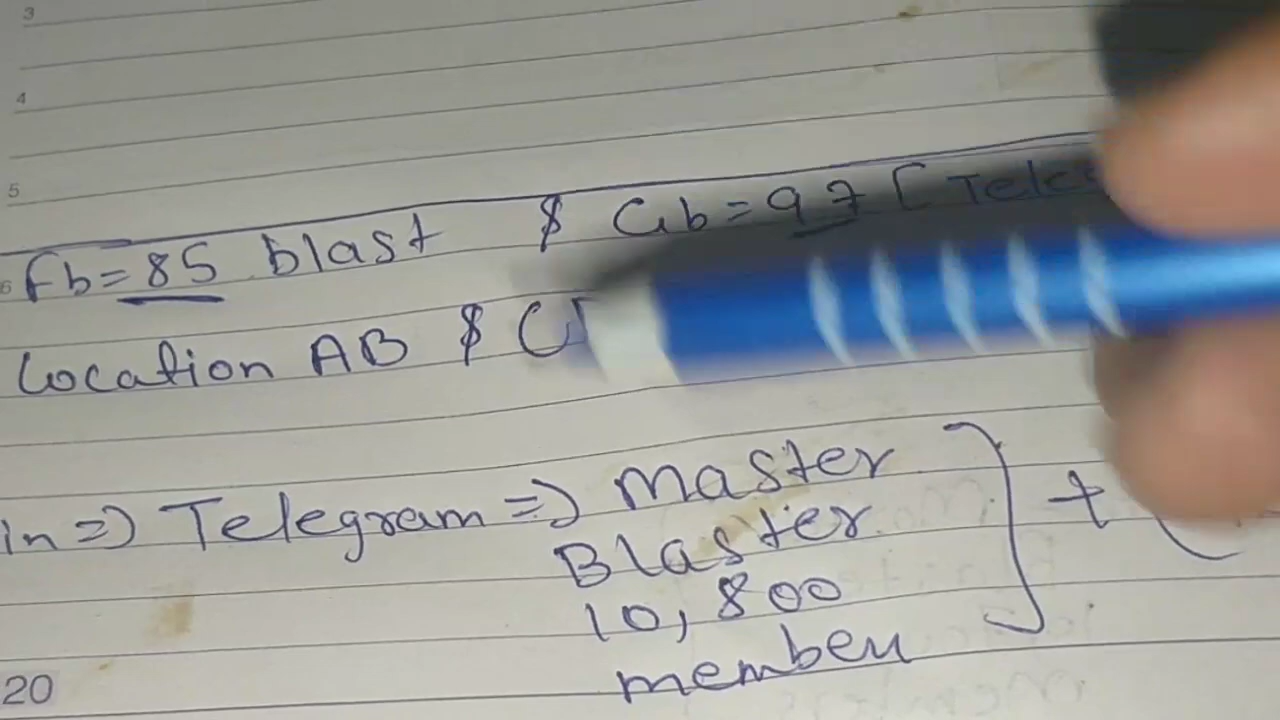 3
4
5
6 Fb=85 blast $ Gb=97 [Tele
Location AB $
in => Telegram => master
Blaster
10,800
member
] +
20